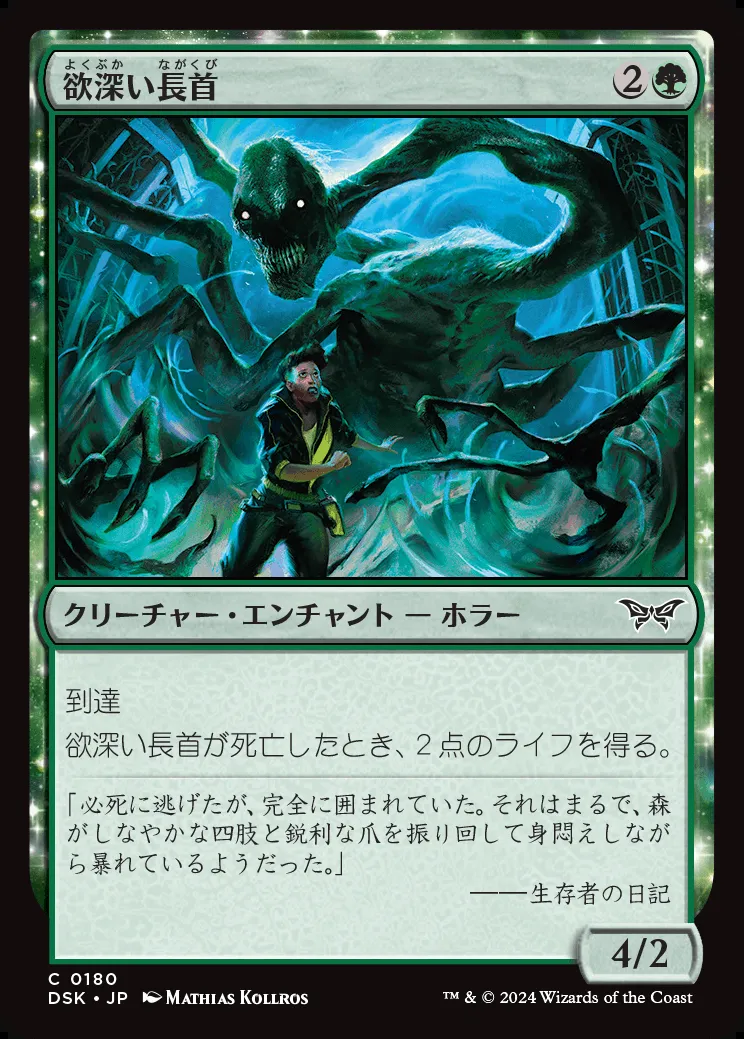 よくぶか ながくび
欲深い長首 2
クリーチャー・エンチャント — ホラー
到達
欲深い長首が死亡したとき、2点のライフを得る。
「必死に逃げたが、完全に囲まれていた。それはまるで、森
がしなやかな四肢と鋭利な爪を振り回して身悶えしなが
ら暴れているようだった。」
——生存者の日記
4/2
C 0180
DSK • JP Mathias Kollros
™ & © 2024 Wizards of the Coast